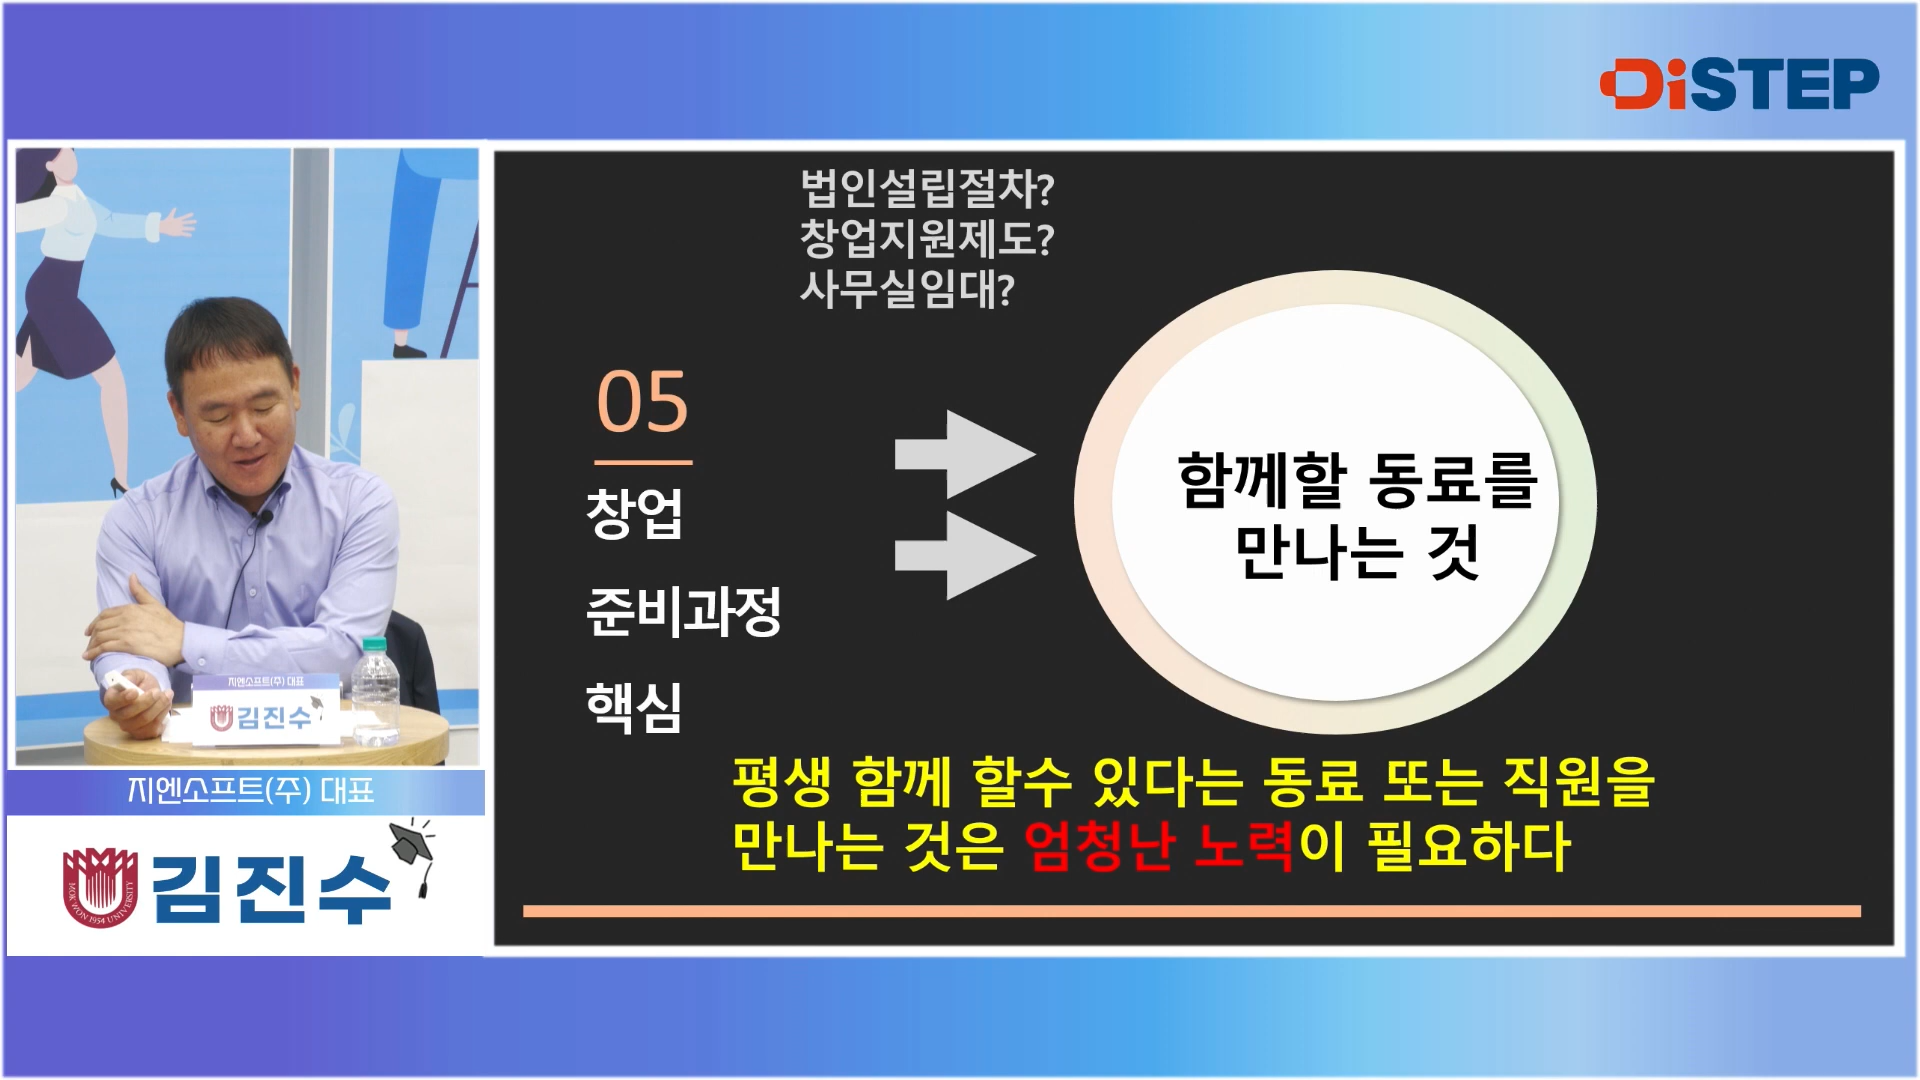 DiSTEP
법인설립절차?
창업지원제도?
사무실임대?
05
창업
준비과정
핵심
함께할 동료를
만나는 것
평생 함께 할수 있다는 동료 또는 직원을
만나는 것은 엄청난 노력이 필요하다
지엔소프트(주) 대표
김진수
지엔소프트(주) 대표
MOK WON 1954 UNIVERSITY
김진수